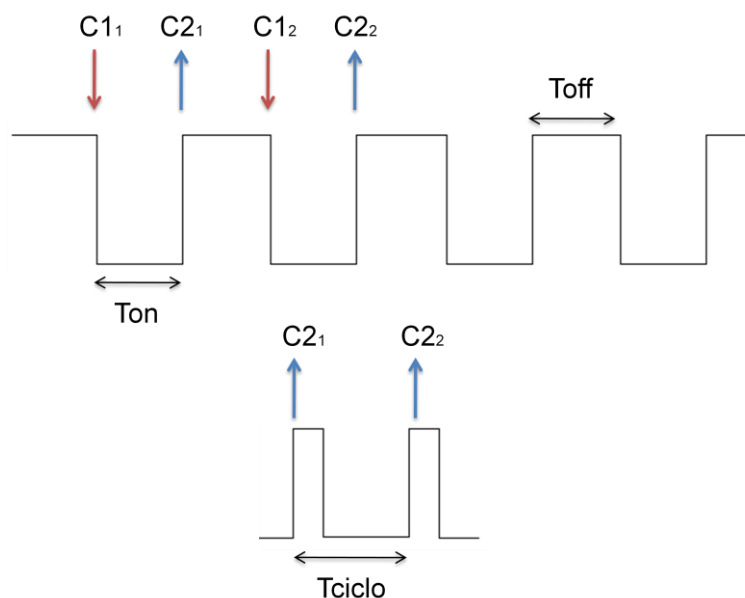 C1₁ C2₁ C1₂ C2₂
Toff
Ton
C2₁ C2₂
Tciclo